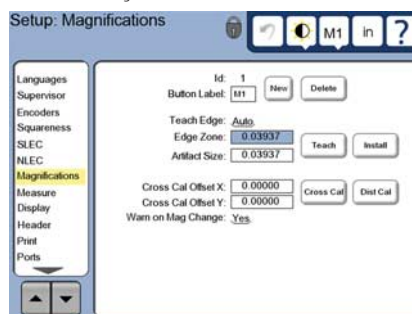 Setup: Magnifications
M1
in
?
Languages
Supervisor
Encoders
Squareness
SLEC
NLEC
Magnifications
Measure
Display
Header
Print
Ports
Id: 1
Button Label: M1 New Delete
Teach Edge: Auto.
Edge Zone: 0.03937
Artifact Size: 0.03937
Teach Install
Cross Cal Offset X: 0.00000
Cross Cal Offset Y: 0.00000
Cross Cal Dist Cal
Warn on Mag Change: Yes.